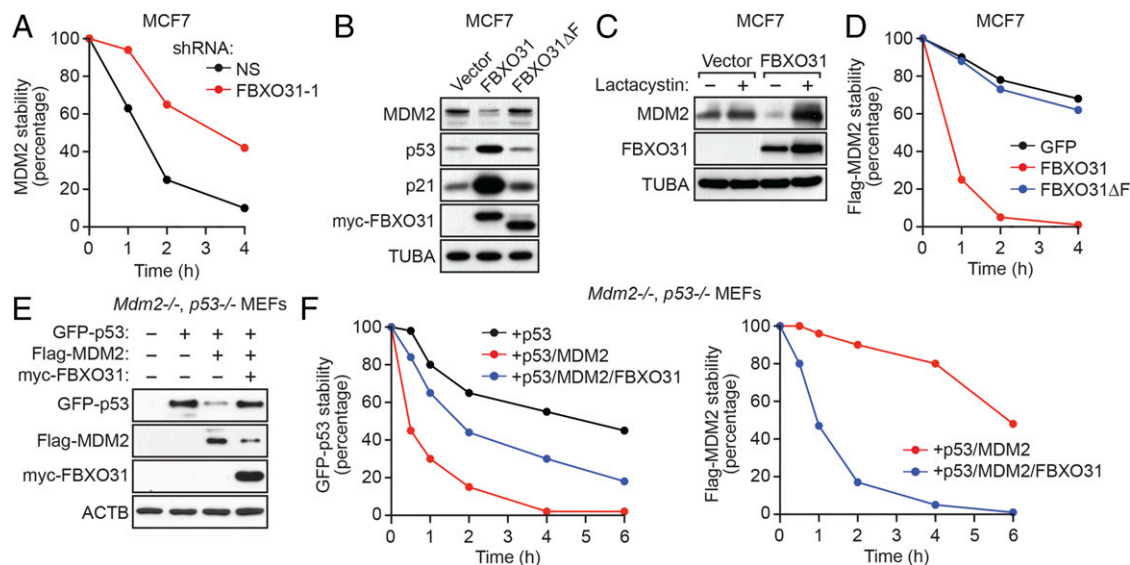 A
MCF7
shRNA:
NS
FBXO31-1
MDM2 stability
(percentage)
100
80
60
40
20
0
0 1 2 3 4
Time (h)
B
MCF7
Vector
FBXO31
FBXO31ΔF
MDM2
p53
p21
myc-FBXO31
TUBA
C
MCF7
Vector FBXO31
Lactacystin: – + – +
MDM2
FBXO31
TUBA
D
MCF7
Flag-MDM2 stability
(percentage)
100
80
60
40
20
0
GFP
FBXO31
FBXO31ΔF
0 1 2 3 4
Time (h)
E
Mdm2-/-, p53-/- MEFs
GFP-p53: – + + +
Flag-MDM2: – – + +
myc-FBXO31: – – – +
GFP-p53
Flag-MDM2
myc-FBXO31
ACTB
F
Mdm2-/-, p53-/- MEFs
GFP-p53 stability
(percentage)
100
80
60
40
20
0
+p53
+p53/MDM2
+p53/MDM2/FBXO31
0 1 2 3 4 5 6
Time (h)
Flag-MDM2 stability
(percentage)
100
80
60
40
20
0
+p53/MDM2
+p53/MDM2/FBXO31
0 1 2 3 4 5 6
Time (h)